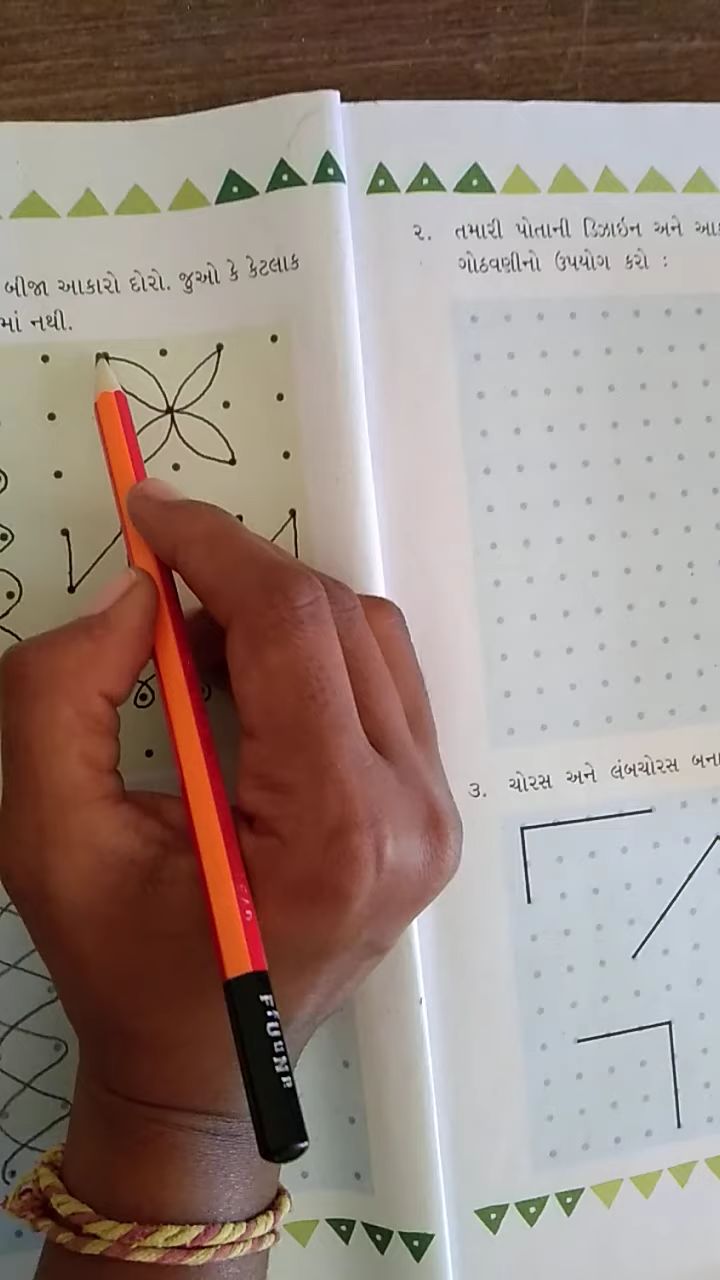 બીજા આકારો દોરો. જુઓ કે કેટલાક
માં નથી.
૨. તમારી પોતાની ડિઝાઇન અને
ગોઠવણીનો ઉપયોગ કરો :
૩. ચોરસ અને લંબચોરસ